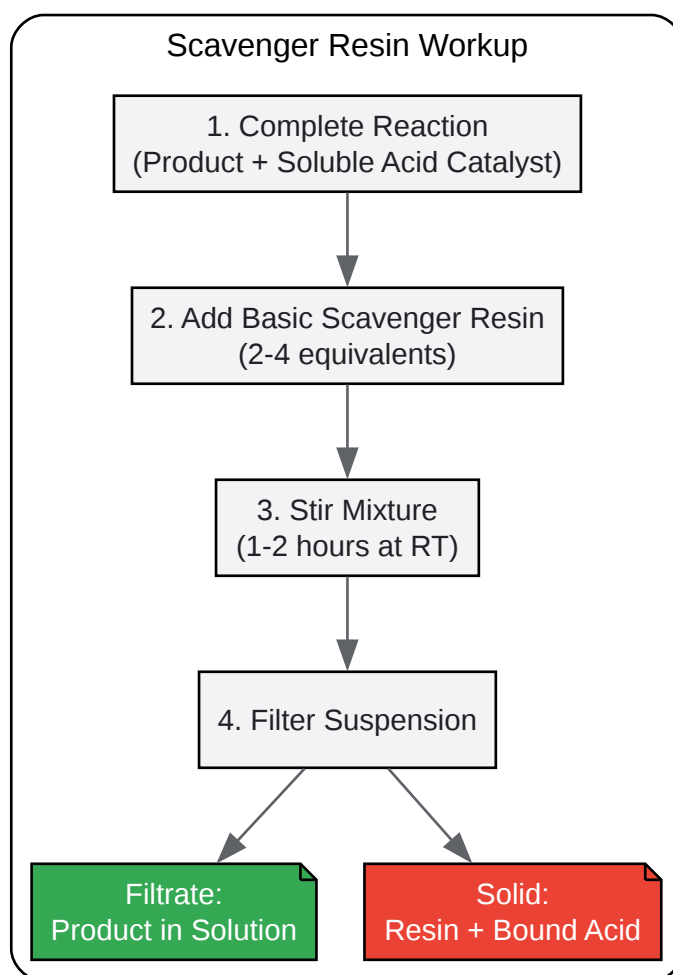 Scavenger Resin Workup
1. Complete Reaction
(Product + Soluble Acid Catalyst)
2. Add Basic Scavenger Resin
(2-4 equivalents)
3. Stir Mixture
(1-2 hours at RT)
4. Filter Suspension
Filtrate:
Product in Solution
Solid:
Resin + Bound Acid